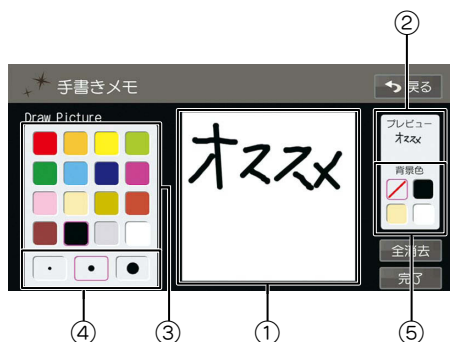 ②
手書きメモ
戻る
Draw Picture
プレビュー
オススメ
オススメ
背景色
全消去
完了
④
③
①
⑤